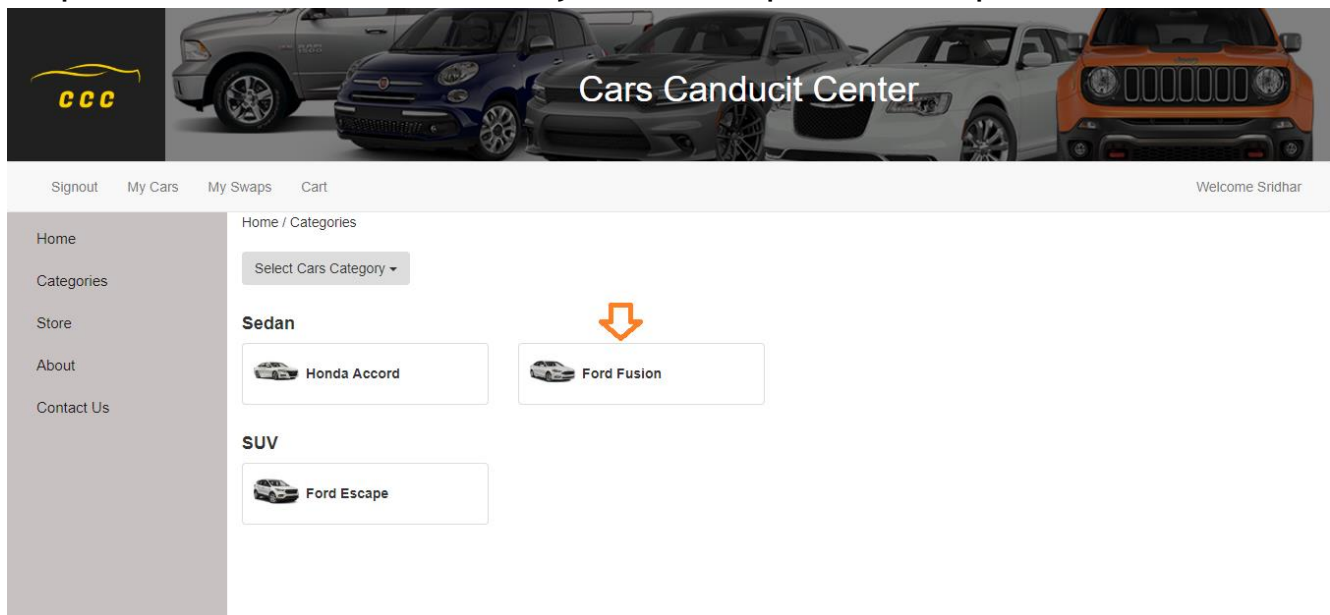 CCC
Cars Canducit Center
Signout My Cars My Swaps Cart Welcome Sridhar
Home / Categories
Home
Select Cars Category
Categories
Store
Sedan
About
Honda Accord Ford Fusion
Contact Us
SUV
Ford Escape